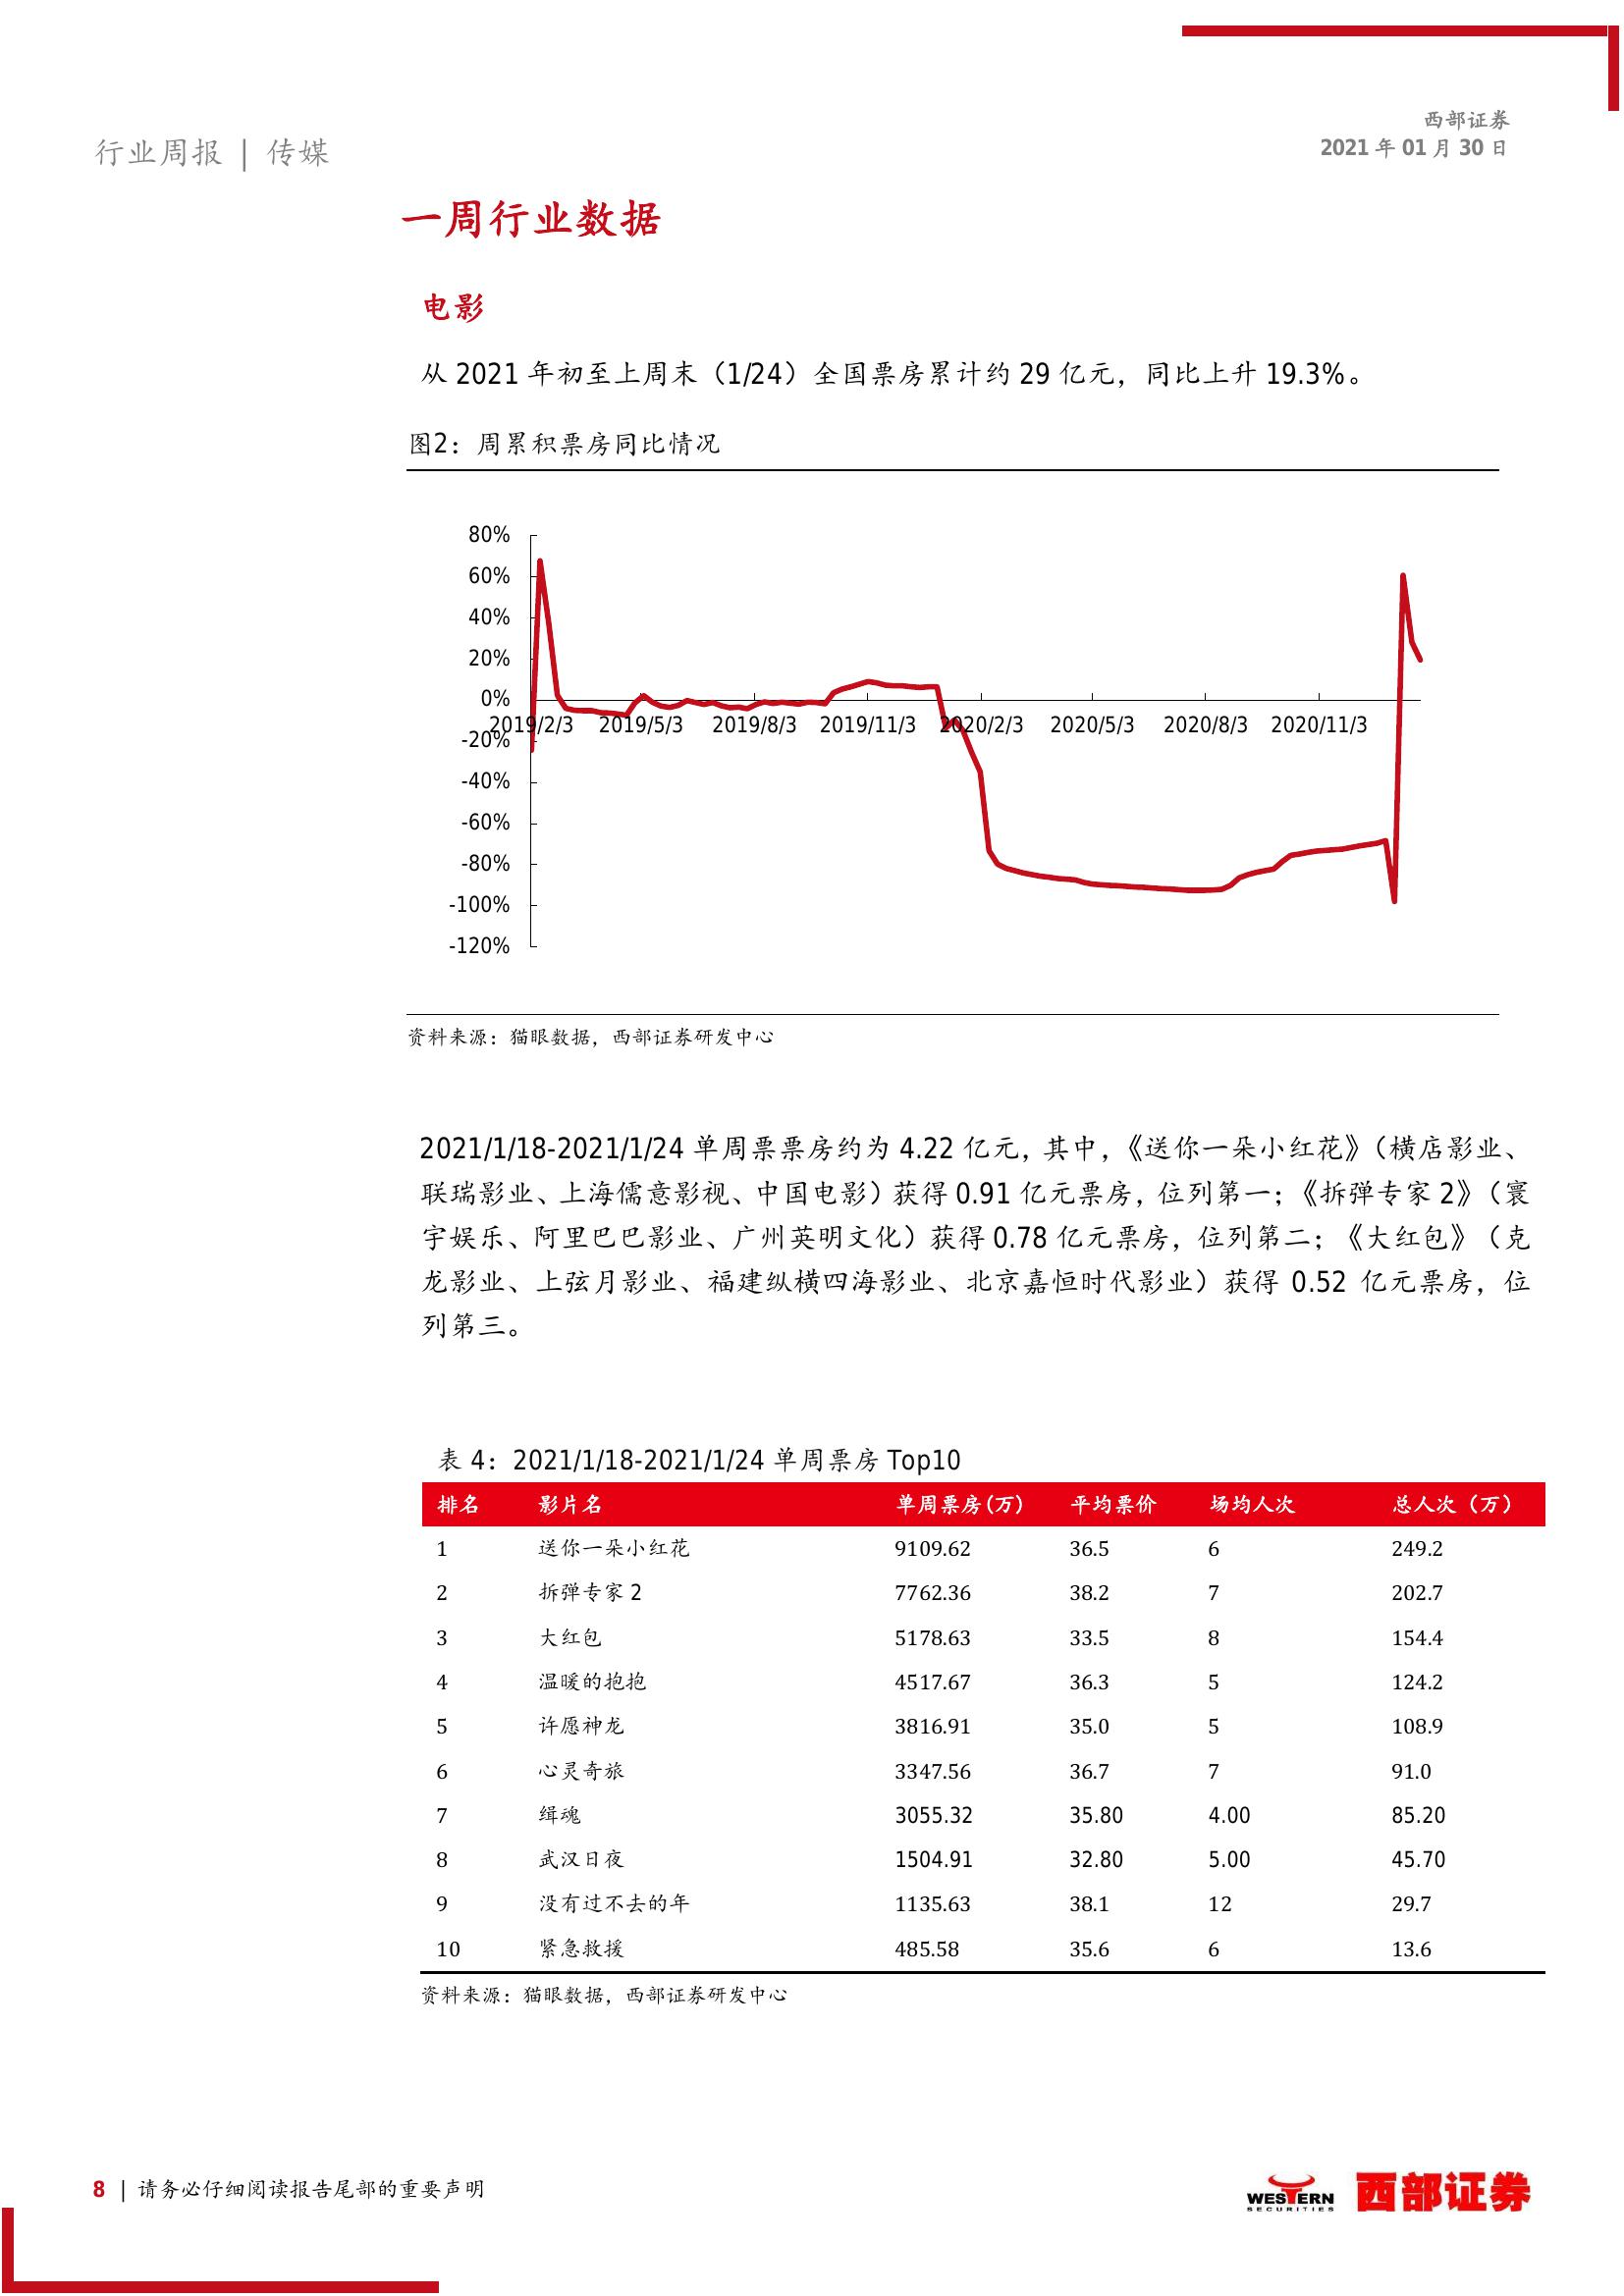 西部证券
2021 年 01 月 30 日
行业周报 | 传媒
一周行业数据
电影
从 2021 年初至上周末（1/24）全国票房累计约 29 亿元，同比上升 19.3%。
图2：周累积票房同比情况
80%
60%
40%
20%
0%
-20%
-40%
-60%
-80%
-100%
-120%
2019/2/3 2019/5/3 2019/8/3 2019/11/3 2020/2/3 2020/5/3 2020/8/3 2020/11/3
资料来源：猫眼数据，西部证券研发中心
2021/1/18-2021/1/24 单周票票房约为 4.22 亿元，其中，《送你一朵小红花》（横店影业、
联瑞影业、上海儒意影视、中国电影）获得 0.91 亿元票房，位列第一；《拆弹专家 2》（寰
宇娱乐、阿里巴巴影业、广州英明文化）获得 0.78 亿元票房，位列第二；《大红包》（克
龙影业、上弦月影业、福建纵横四海影业、北京嘉恒时代影业）获得 0.52 亿元票房，位
列第三。
表 4：2021/1/18-2021/1/24 单周票房 Top10
排名 影片名 单周票房(万) 平均票价 场均人次 总人次（万）
1 送你一朵小红花 9109.62 36.5 6 249.2
2 拆弹专家 2 7762.36 38.2 7 202.7
3 大红包 5178.63 33.5 8 154.4
4 温暖的抱抱 4517.67 36.3 5 124.2
5 许愿神龙 3816.91 35.0 5 108.9
6 心灵奇旅 3347.56 36.7 7 91.0
7 缉魂 3055.32 35.80 4.00 85.20
8 武汉日夜 1504.91 32.80 5.00 45.70
9 没有过不去的年 1135.63 38.1 12 29.7
10 紧急救援 485.58 35.6 6 13.6
资料来源：猫眼数据，西部证券研发中心
8 | 请务必仔细阅读报告尾部的重要声明
WESTERN
SECURITIES
西部证券